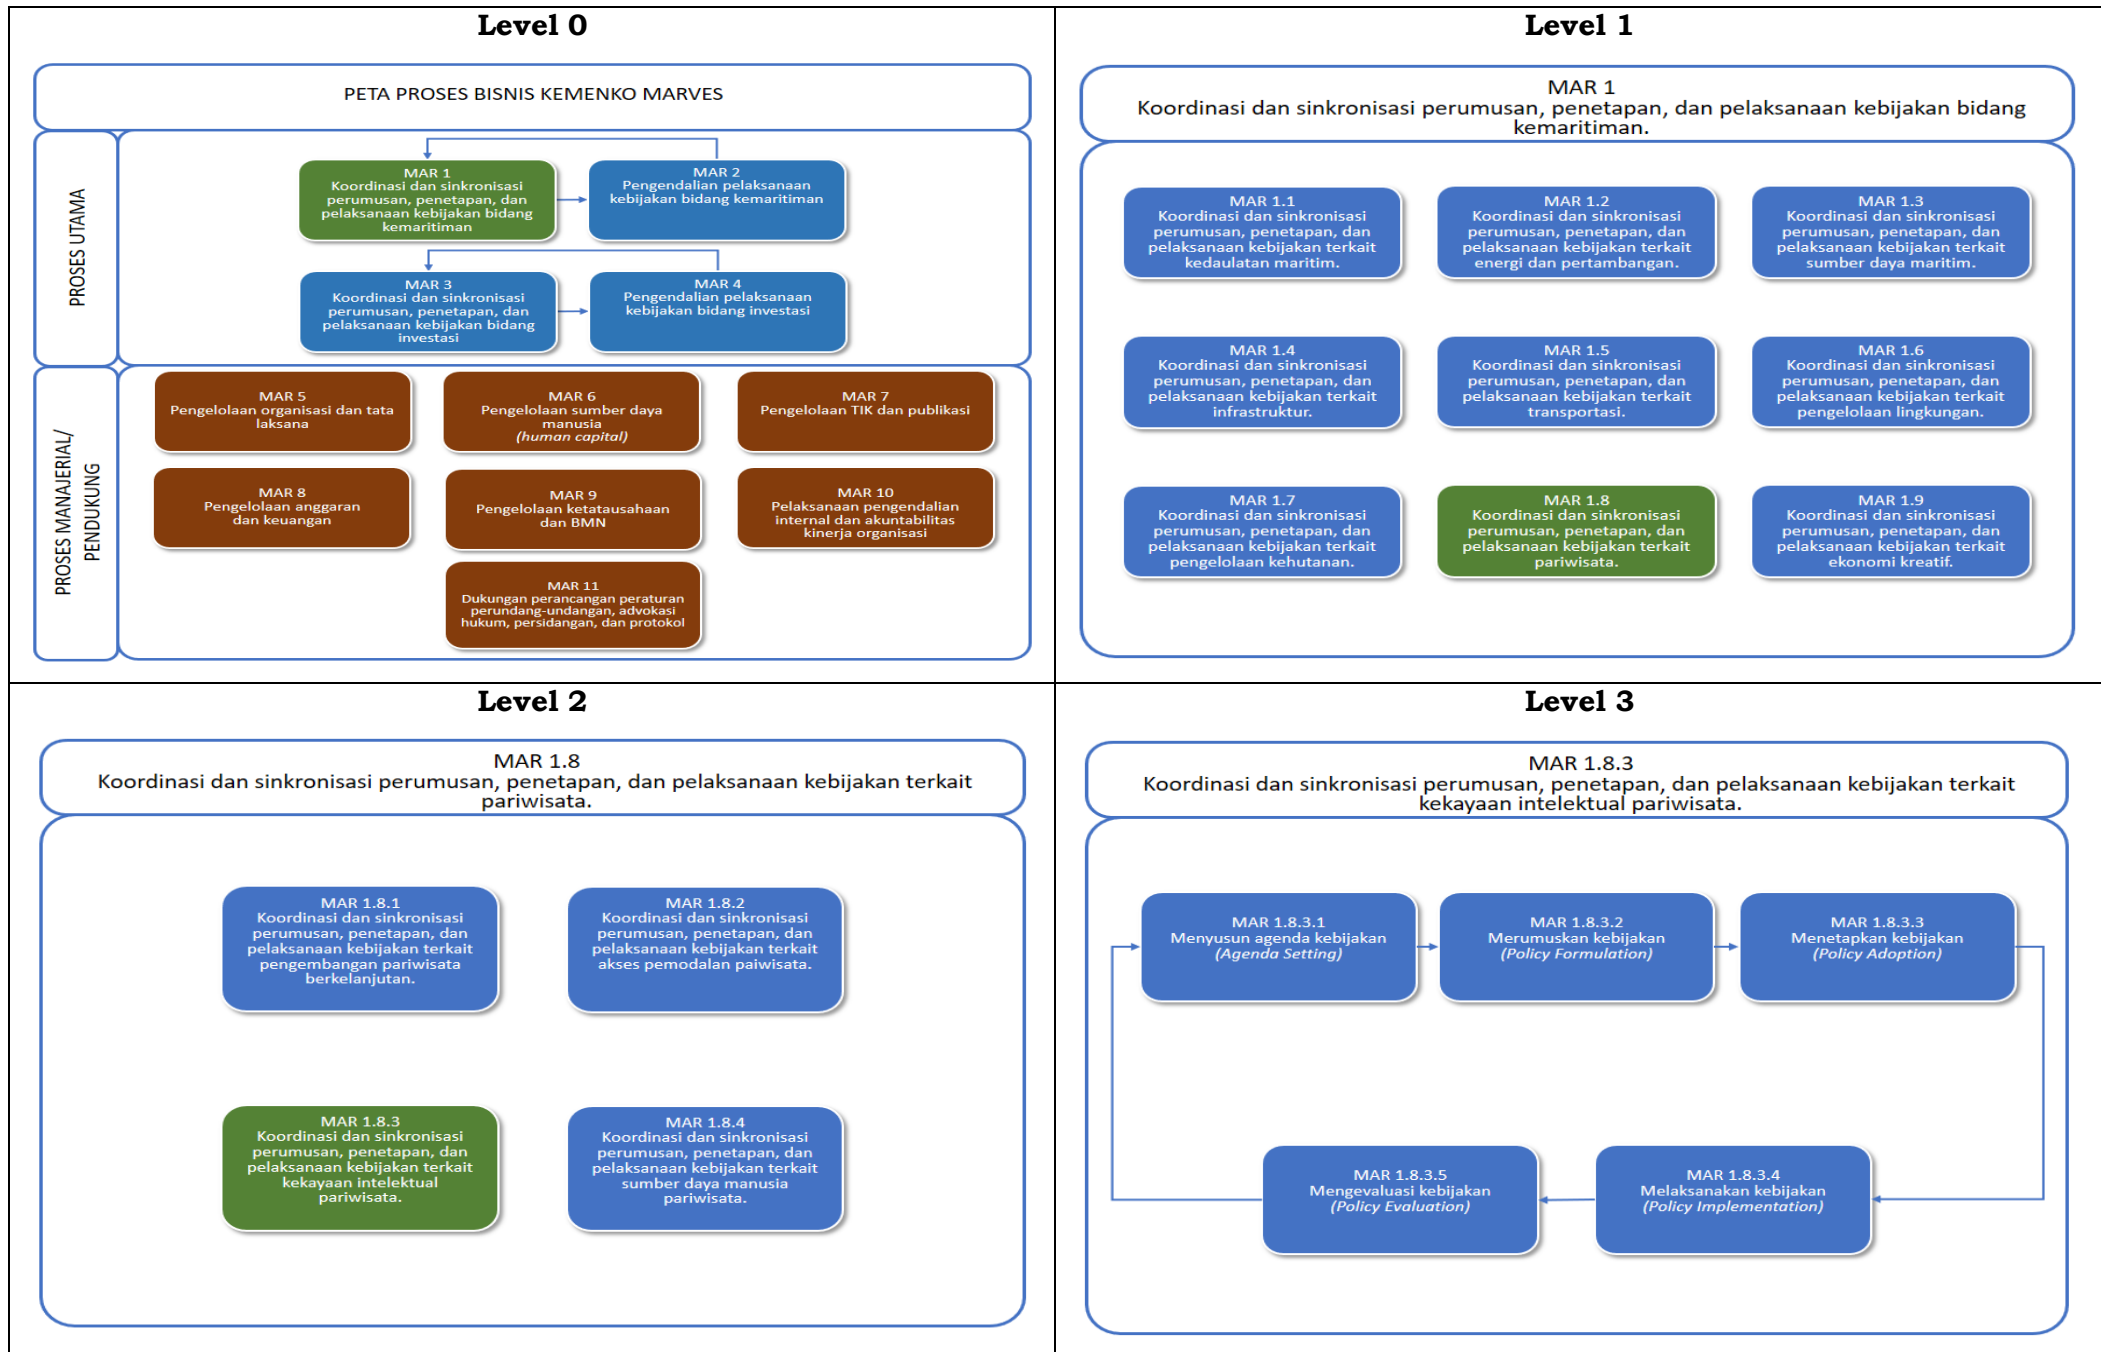 Level 0
PETA PROSES BISNIS KEMENKO MARVES
PROSES UTAMA
MAR 1
Koordinasi dan sinkronisasi
perumusan, penetapan, dan
pelaksanaan kebijakan bidang
kemaritiman
MAR 2
Pengendalian pelaksanaan
kebijakan bidang kemaritiman
MAR 3
Koordinasi dan sinkronisasi
perumusan, penetapan, dan
pelaksanaan kebijakan bidang
investasi
MAR 4
Pengendalian pelaksanaan
kebijakan bidang investasi
PROSES MANAJERIAL/
PENDUKUNG
MAR 5
Pengelolaan organisasi dan tata
laksana
MAR 6
Pengelolaan sumber daya
manusia
(human capital)
MAR 7
Pengelolaan TIK dan publikasi
MAR 8
Pengelolaan anggaran
dan keuangan
MAR 9
Pengelolaan ketatausahaan
dan BMN
MAR 10
Pelaksanaan pengendalian
internal dan akuntabilitas
kinerja organisasi
MAR 11
Dukungan perancangan peraturan
perundang-undangan, advokasi
hukum, persidangan, dan protokol
Level 1
MAR 1
Koordinasi dan sinkronisasi perumusan, penetapan, dan pelaksanaan kebijakan bidang
kemaritiman.
MAR 1.1
Koordinasi dan sinkronisasi
perumusan, penetapan, dan
pelaksanaan kebijakan terkait
kedaulatan maritim.
MAR 1.2
Koordinasi dan sinkronisasi
perumusan, penetapan, dan
pelaksanaan kebijakan terkait
energi dan pertambangan.
MAR 1.3
Koordinasi dan sinkronisasi
perumusan, penetapan, dan
pelaksanaan kebijakan terkait
sumber daya maritim.
MAR 1.4
Koordinasi dan sinkronisasi
perumusan, penetapan, dan
pelaksanaan kebijakan terkait
infrastruktur.
MAR 1.5
Koordinasi dan sinkronisasi
perumusan, penetapan, dan
pelaksanaan kebijakan terkait
transportasi.
MAR 1.6
Koordinasi dan sinkronisasi
perumusan, penetapan, dan
pelaksanaan kebijakan terkait
pengelolaan lingkungan.
MAR 1.7
Koordinasi dan sinkronisasi
perumusan, penetapan, dan
pelaksanaan kebijakan terkait
pengelolaan kehutanan.
MAR 1.8
Koordinasi dan sinkronisasi
perumusan, penetapan, dan
pelaksanaan kebijakan terkait
pariwisata.
MAR 1.9
Koordinasi dan sinkronisasi
perumusan, penetapan, dan
pelaksanaan kebijakan terkait
ekonomi kreatif.
Level 2
MAR 1.8
Koordinasi dan sinkronisasi perumusan, penetapan, dan pelaksanaan kebijakan terkait
pariwisata.
MAR 1.8.1
Koordinasi dan sinkronisasi
perumusan, penetapan, dan
pelaksanaan kebijakan terkait
pengembangan pariwisata
berkelanjutan.
MAR 1.8.2
Koordinasi dan sinkronisasi
perumusan, penetapan, dan
pelaksanaan kebijakan terkait
akses pemodalan paiwisata.
MAR 1.8.3
Koordinasi dan sinkronisasi
perumusan, penetapan, dan
pelaksanaan kebijakan terkait
kekayaan intelektual
pariwisata.
MAR 1.8.4
Koordinasi dan sinkronisasi
perumusan, penetapan, dan
pelaksanaan kebijakan terkait
sumber daya manusia
pariwisata.
Level 3
MAR 1.8.3
Koordinasi dan sinkronisasi perumusan, penetapan, dan pelaksanaan kebijakan terkait
kekayaan intelektual pariwisata.
MAR 1.8.3.1
Menyusun agenda kebijakan
(Agenda Setting)
MAR 1.8.3.2
Merumuskan kebijakan
(Policy Formulation)
MAR 1.8.3.3
Menetapkan kebijakan
(Policy Adoption)
MAR 1.8.3.5
Mengevaluasi kebijakan
(Policy Evaluation)
MAR 1.8.3.4
Melaksanakan kebijakan
(Policy Implementation)